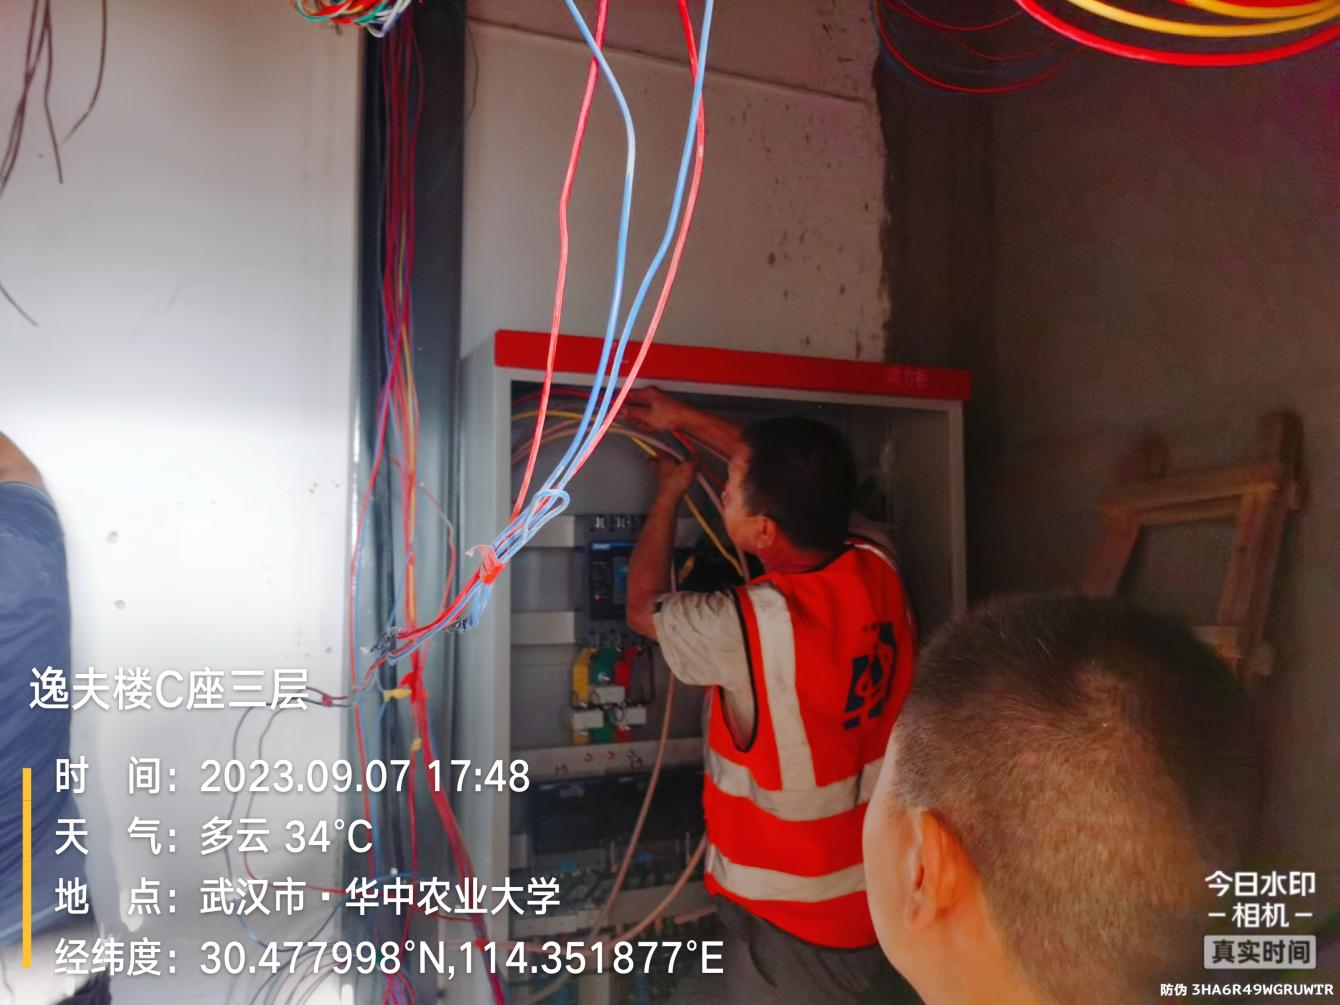 逸夫楼C座三层
时 间：2023.09.07 17:48
天 气：多云 34°C
地 点：武汉市·华中农业大学
经纬度：30.477998°N,114.351877°E
今日水印
-相机-
真实时间
防伪 3HA6R49WGRUWTR